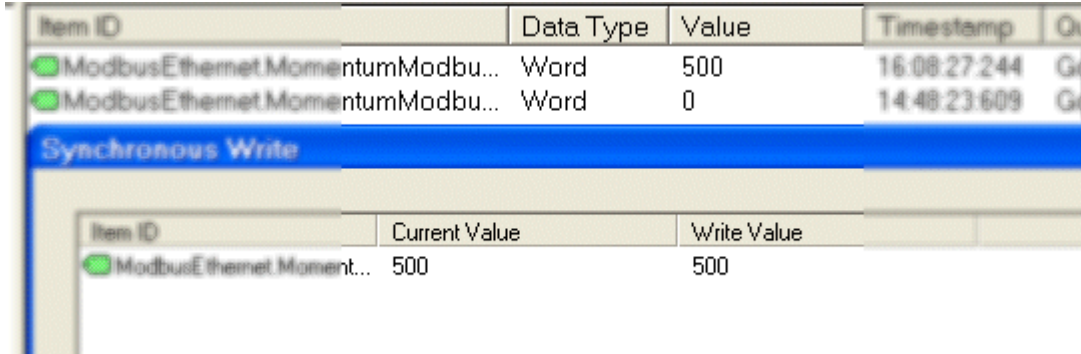 Item ID Data Type Value Timestamp
ModbusEthernet.MomentumModbu... Word 500 16:08:27:244
ModbusEthernet.MomentumModbu... Word 0 14:48:23:609
Synchronous Write
Item ID Current Value Write Value
ModbusEthernet.Moment... 500 500